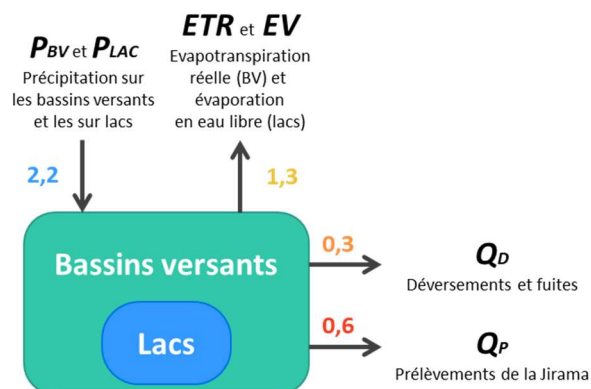 PBV et PLAC
Précipitation sur
les bassins versants
et les sur lacs
2,2
ETR et EV
Evapotranspiration
réelle (BV) et
évaporation
en eau libre (lacs)
1,3
Bassins versants
Lacs
0,3
QD
Déversements et fuites
0,6
QP
Prélèvements de la Jirama